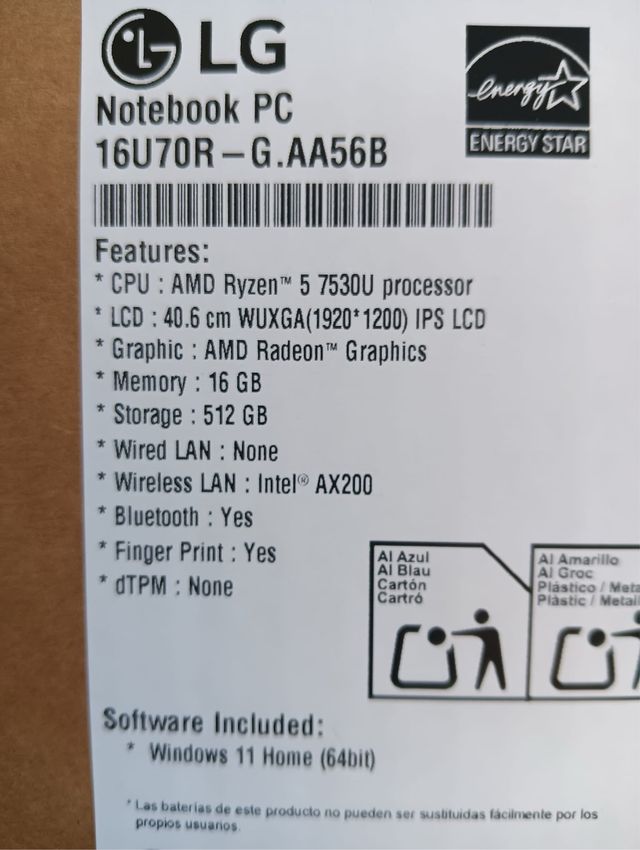 LG
energy
ENERGY STAR
Notebook PC
16U70R-G.AA56B
Features:
* CPU : AMD Ryzen™ 5 7530U processor
* LCD : 40.6 cm WUXGA(1920*1200) IPS LCD
* Graphic : AMD Radeon™ Graphics
* Memory : 16 GB
* Storage : 512 GB
* Wired LAN : None
* Wireless LAN : Intel® AX200
* Bluetooth : Yes
* Finger Print : Yes
* dTPM : None
Al Azul
Al Blau
Cartón
Cartró
Al Amarillo
Al Groc
Plástico / Meta
Plàstic / Metal
Software Included:
* Windows 11 Home (64bit)
* Las baterías de este producto no pueden ser sustituidas fácilmente por los
propios usuarios.